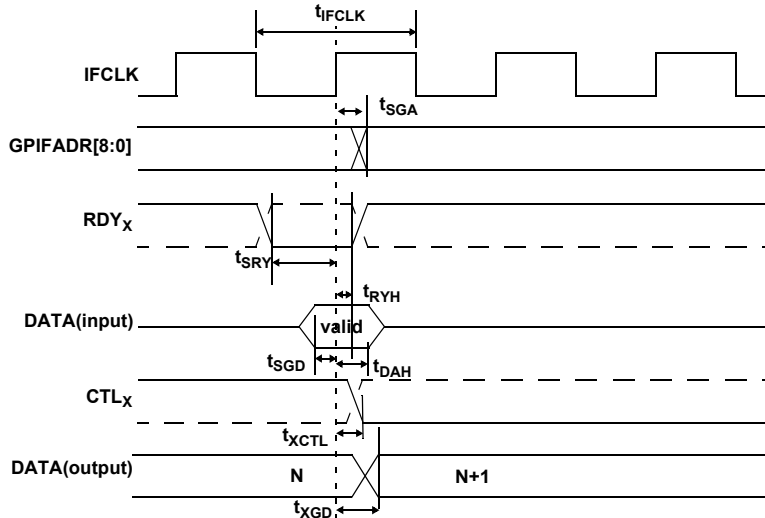 tIFCLK
IFCLK
tSGA
GPIFADR[8:0]
RDYX
tSRY
tRYH
DATA(input)
valid
tSGD
tDAH
CTLX
tXCTL
DATA(output)
N
N+1
tXGD